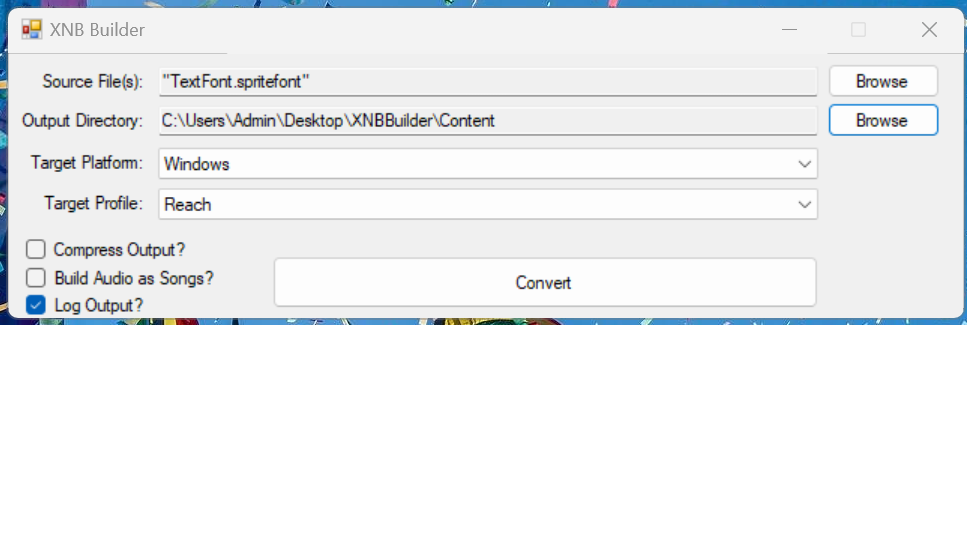 XNB Builder
Source File(s): "TextFont.spritefont" Browse
Output Directory: C:\Users\Admin\Desktop\XNBBuilder\Content Browse
Target Platform: Windows
Target Profile: Reach
Compress Output?
Build Audio as Songs?
Convert
Log Output?